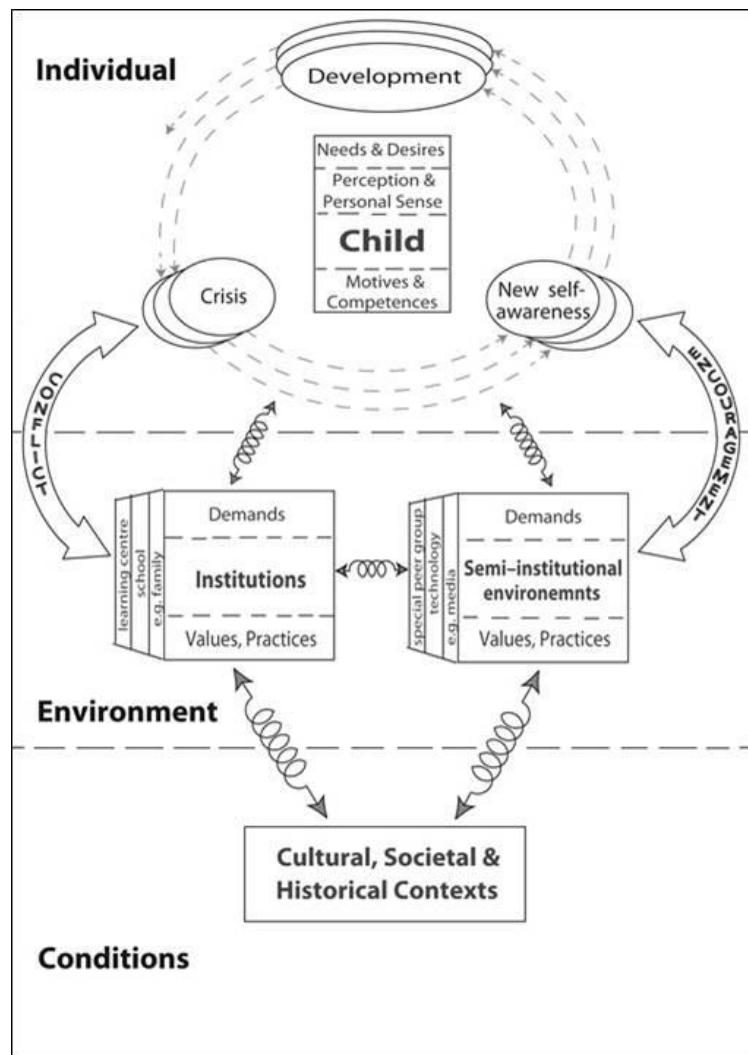 Individual
Development
Needs & Desires
Perception &
Personal Sense
Child
Motives &
Competences
Crisis
New self-
awareness
CONFLICT
ENCOURAGEMENT
learning centre
school
e.g. family
Demands
Institutions
Values, Practices
special peer group
technology
e.g. media
Demands
Semi–institutional
environemnts
Values, Practices
Environment
Cultural, Societal &
Historical Contexts
Conditions